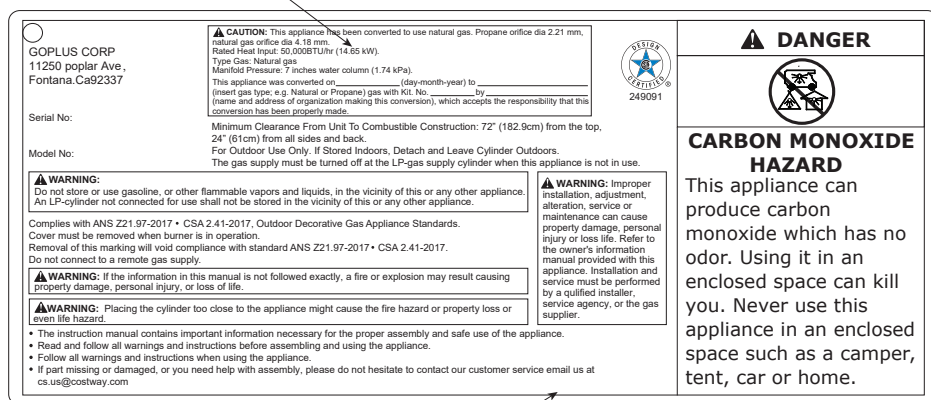 GOPLUS CORP
11250 poplar Ave,
Fontana.Ca92337
Serial No:
Model No:
CAUTION: This appliance has been converted to use natural gas. Propane orifice dia 2.21 mm,
natural gas orifice dia 4.18 mm.
Rated Heat Input: 50,000BTU/hr (14.65 kW).
Type Gas: Natural gas
Manifold Pressure: 7 inches water column (1.74 kPa).
This appliance was converted on____________(day-month-year) to____________
(insert gas type; e.g. Natural or Propane) gas with Kit. No. ________by____________
(name and address of organization making this conversion), which accepts the responsibility that this
conversion has been properly made.
DESIGN
CERTIFIED
®
249091
Minimum Clearance From Unit To Combustible Construction: 72” (182.9cm) from the top,
24” (61cm) from all sides and back.
For Outdoor Use Only. If Stored Indoors, Detach and Leave Cylinder Outdoors.
The gas supply must be turned off at the LP-gas supply cylinder when this appliance is not in use.
WARNING:
Do not store or use gasoline, or other flammable vapors and liquids, in the vicinity of this or any other appliance.
An LP-cylinder not connected for use shall not be stored in the vicinity of this or any other appliance.
Complies with ANS Z21.97-2017 • CSA 2.41-2017, Outdoor Decorative Gas Appliance Standards.
Cover must be removed when burner is in operation.
Removal of this marking will void compliance with standard ANS Z21.97-2017 • CSA 2.41-2017.
Do not connect to a remote gas supply.
WARNING: If the information in this manual is not followed exactly, a fire or explosion may result causing
property damage, personal injury, or loss of life.
WARNING: Placing the cylinder too close to the appliance might cause the fire hazard or property loss or
even life hazard.
WARNING: Improper
installation, adjustment,
alteration, service or
maintenance can cause
property damage, personal
injury or loss life. Refer to
the owner's information
manual provided with this
appliance. Installation and
service must be performed
by a qulified installer,
service agency, or the gas
supplier.
• The instruction manual contains important information necessary for the proper assembly and safe use of the appliance.
• Read and follow all warnings and instructions before assembling and using the appliance.
• Follow all warnings and instructions when using the appliance.
• If part missing or damaged, or you need help with assembly, please do not hesitate to contact our customer service email us at
cs.us@costway.com
DANGER
CARBON MONOXIDE
HAZARD
This appliance can
produce carbon
monoxide which has no
odor. Using it in an
enclosed space can kill
you. Never use this
appliance in an enclosed
space such as a camper,
tent, car or home.